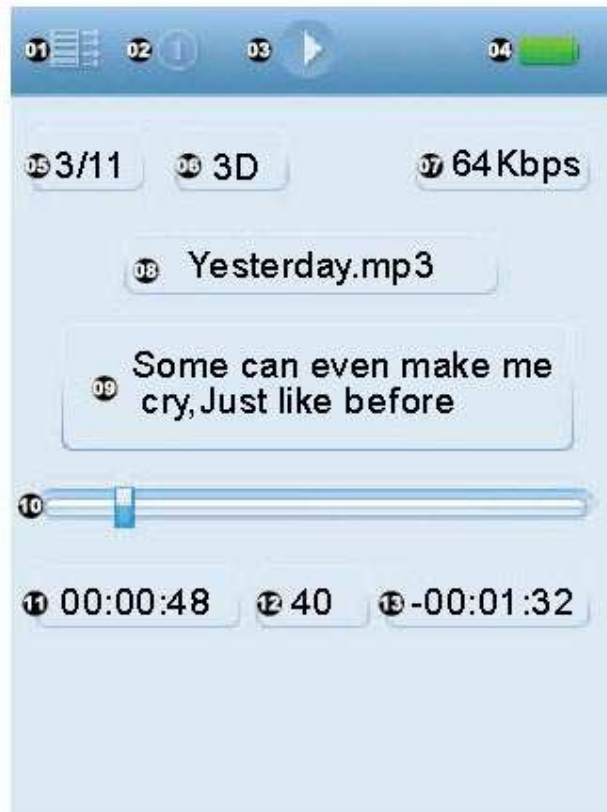 01 02 1 03 04
05 3/11 06 3D 07 64Kbps
08 Yesterday.mp3
09 Some can even make me
cry,Just like before
10
11 00:00:48 12 40 13 -00:01:32